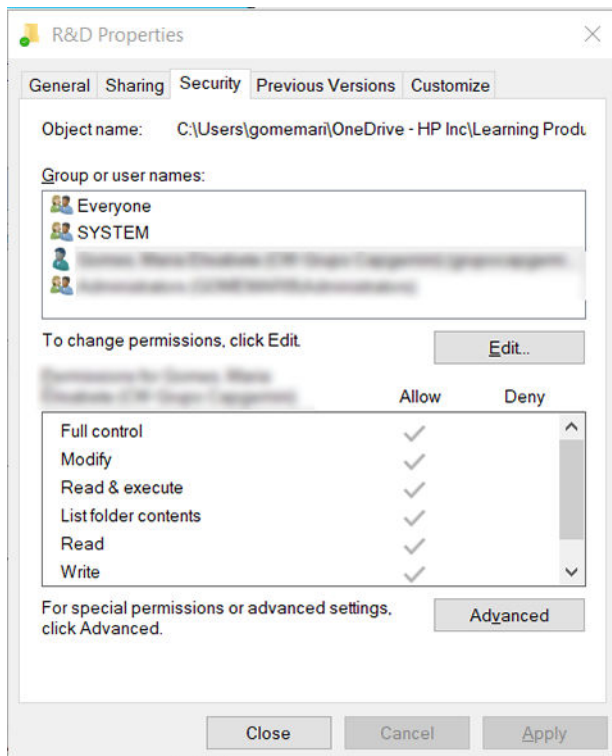 R&D Properties
General Sharing Security Previous Versions Customize
Object name: C:\Users\gomemari\OneDrive - HP Inc\Learning Produ
Group or user names:
Everyone
SYSTEM
To change permissions, click Edit.
Edit...
Allow Deny
Full control
Modify
Read & execute
List folder contents
Read
Write
For special permissions or advanced settings,
click Advanced.
Advanced
Close Cancel Apply